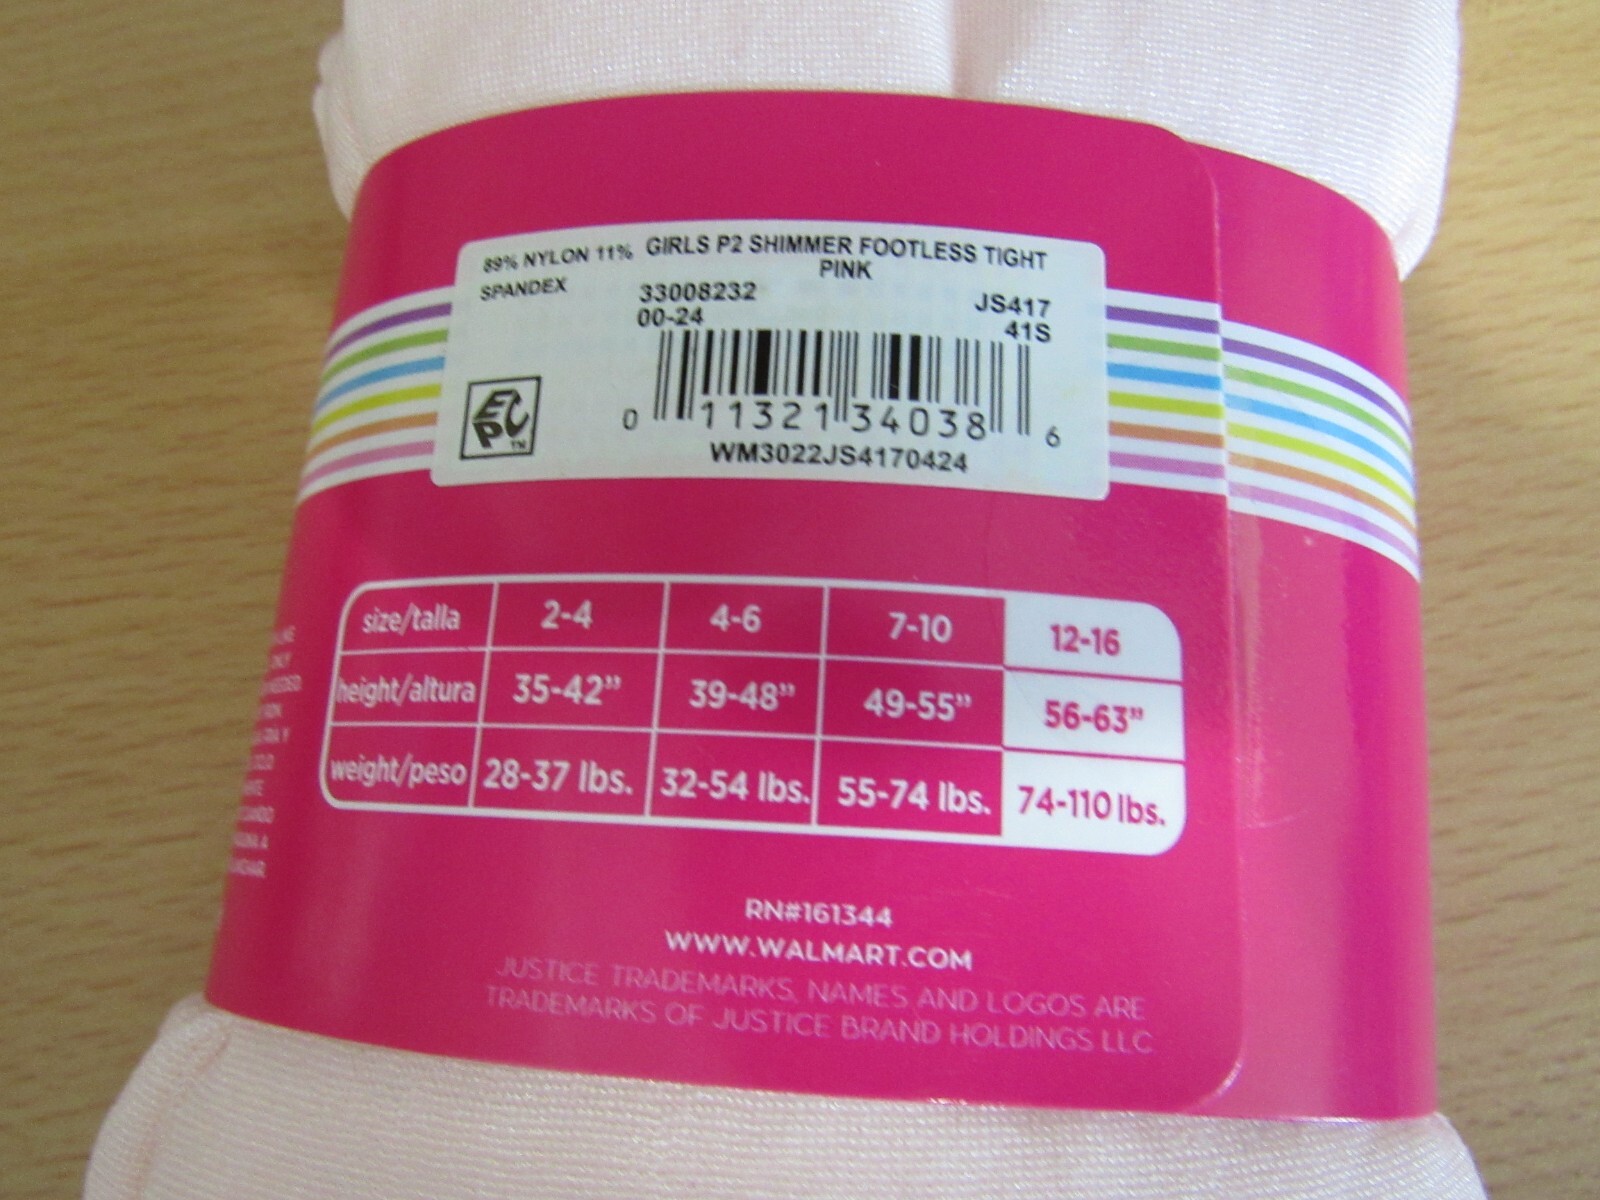 89% NYLON 11%
SPANDEX
GIRLS P2 SHIMMER FOOTLESS TIGHT
PINK
33008232
JS417
00-24
41S
0 11321 34038 6
EPC™
WM3022JS4170424
size/talla 2-4 4-6 7-10 12-16
height/altura 35-42” 39-48” 49-55” 56-63”
weight/peso 28-37 lbs. 32-54 lbs. 55-74 lbs. 74-110 lbs.
RN#161344
WWW.WALMART.COM
JUSTICE TRADEMARKS, NAMES AND LOGOS ARE
TRADEMARKS OF JUSTICE BRAND HOLDINGS LLC